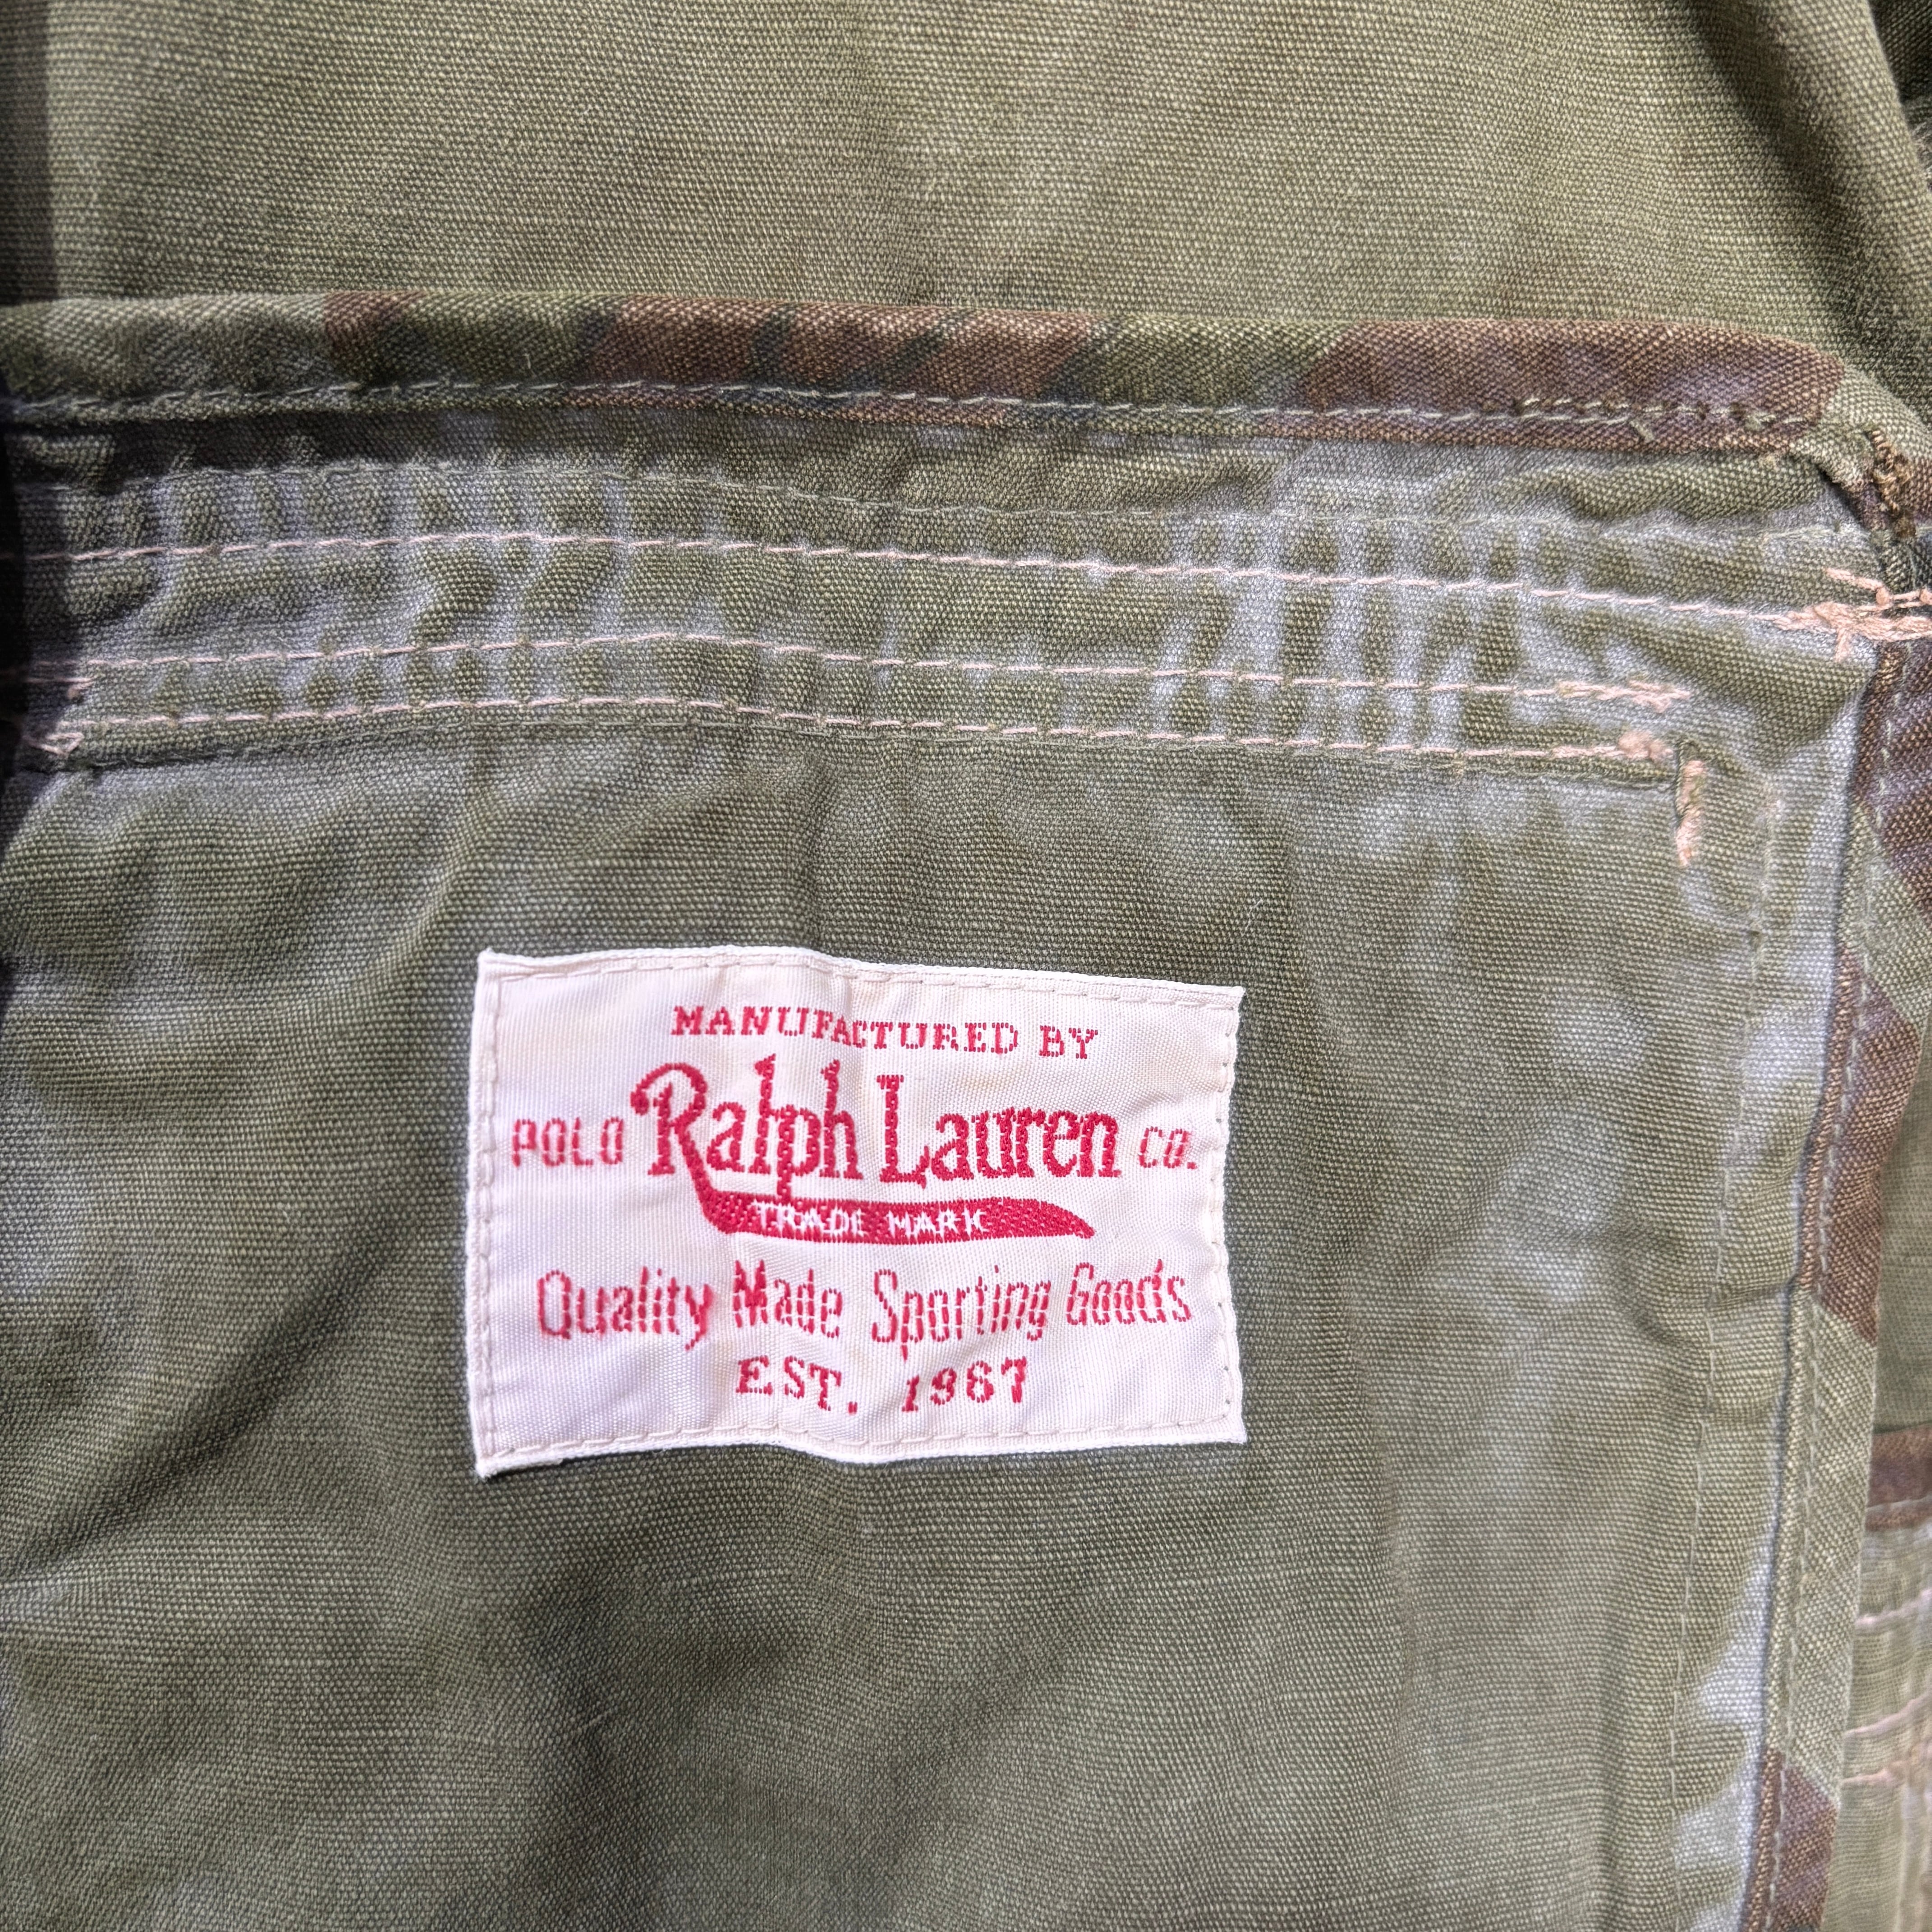 MANUFACTURED BY
POLO Ralph Lauren CO.
TRADE MARK
Quality Made Sporting Goods
EST. 1967